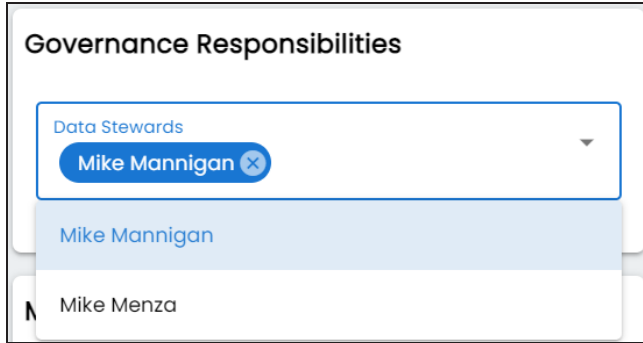 Governance Responsibilities
Data Stewards
Mike Mannigan
Mike Mannigan
Mike Menza